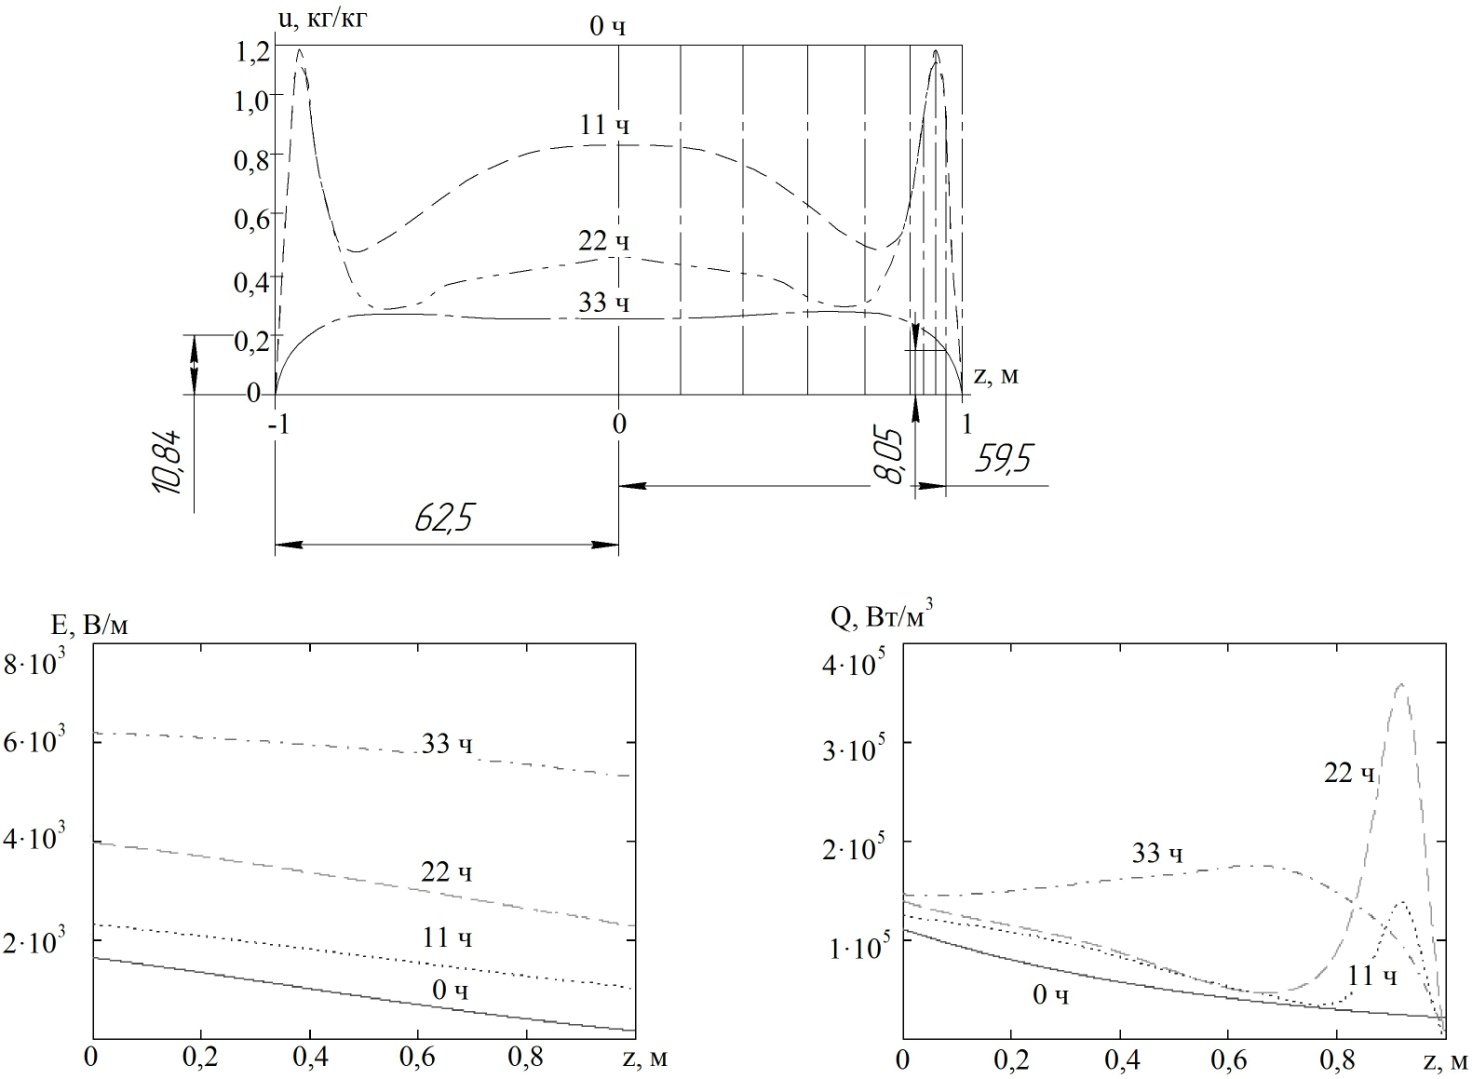 u, кг/кг
0 ч
1,2
1,0
11 ч
0,8
0,6
22 ч
0,4
33 ч
0,2
z, м
0
-1
0
1
10,84
8,05
59,5
62,5
E, В/м
8·10³
6·10³
33 ч
4·10³
22 ч
11 ч
2·10³
0 ч
0
0,2
0,4
0,6
0,8
z, м
Q, Вт/м³
4·10⁵
3·10⁵
22 ч
2·10⁵
33 ч
1·10⁵
11 ч
0 ч
0
0,2
0,4
0,6
0,8
z, м